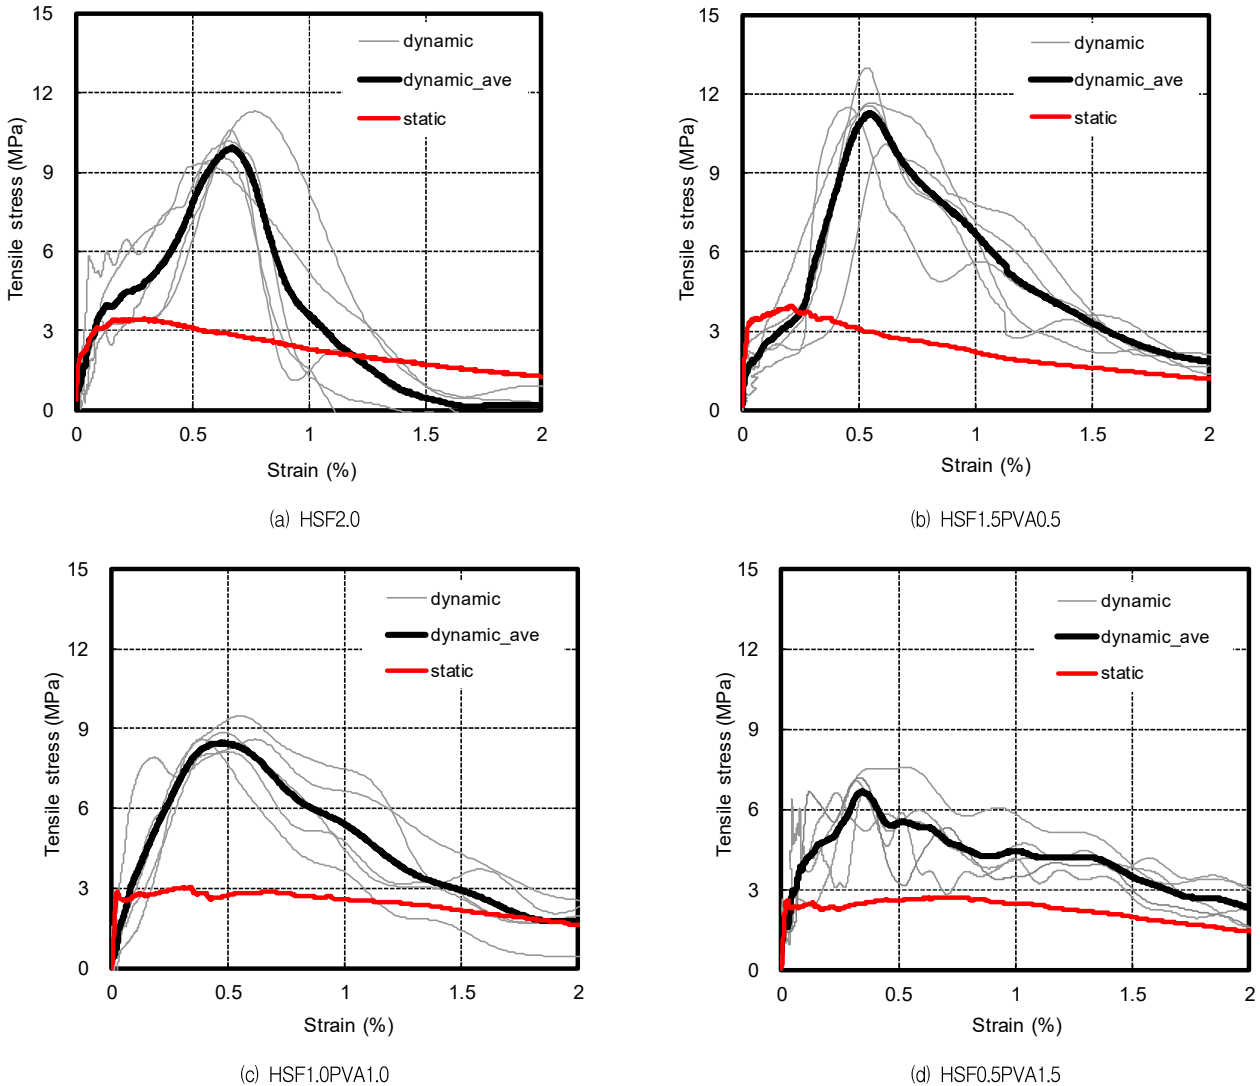 15
12
9
6
3
0
Tensile stress (MPa)
dynamic
dynamic_ave
static
0
0.5
1
1.5
2
Strain (%)
(a) HSF2.0
15
12
9
6
3
0
Tensile stress (MPa)
dynamic
dynamic_ave
static
0
0.5
1
1.5
2
Strain (%)
(b) HSF1.5PVA0.5
15
12
9
6
3
0
Tensile stress (MPa)
dynamic
dynamic_ave
static
0
0.5
1
1.5
2
Strain (%)
(c) HSF1.0PVA1.0
15
12
9
6
3
0
Tensile stress (MPa)
dynamic
dynamic_ave
static
0
0.5
1
1.5
2
Strain (%)
(d) HSF0.5PVA1.5